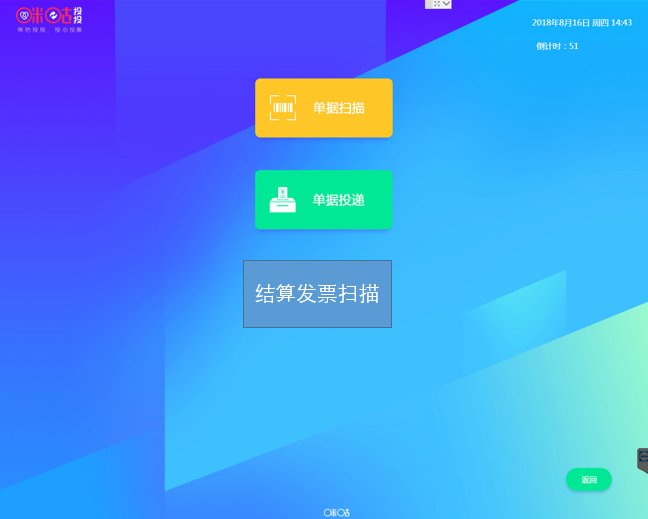 咪咕投投
咪咕投投，投心投意
2018年8月16日 周四 14:43
倒计时：51
单据扫描
单据投递
结算发票扫描
返回
咪咕